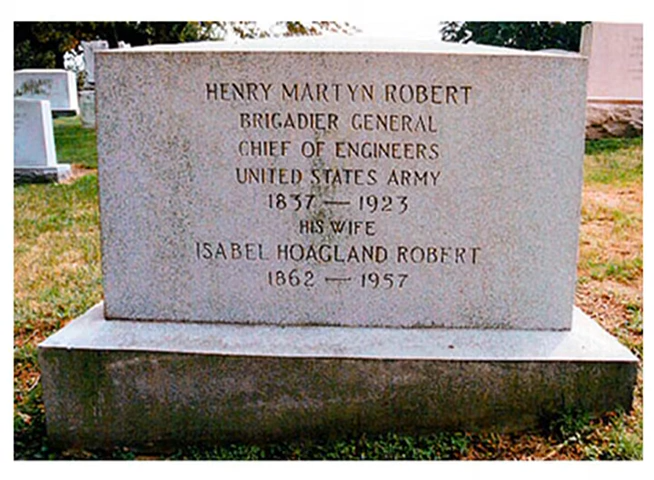 HENRY MARTYN ROBERT
BRIGADIER GENERAL
CHIEF OF ENGINEERS
UNITED STATES ARMY
1837 — 1923
HIS WIFE
ISABEL HOAGLAND ROBERT
1862 — 1957